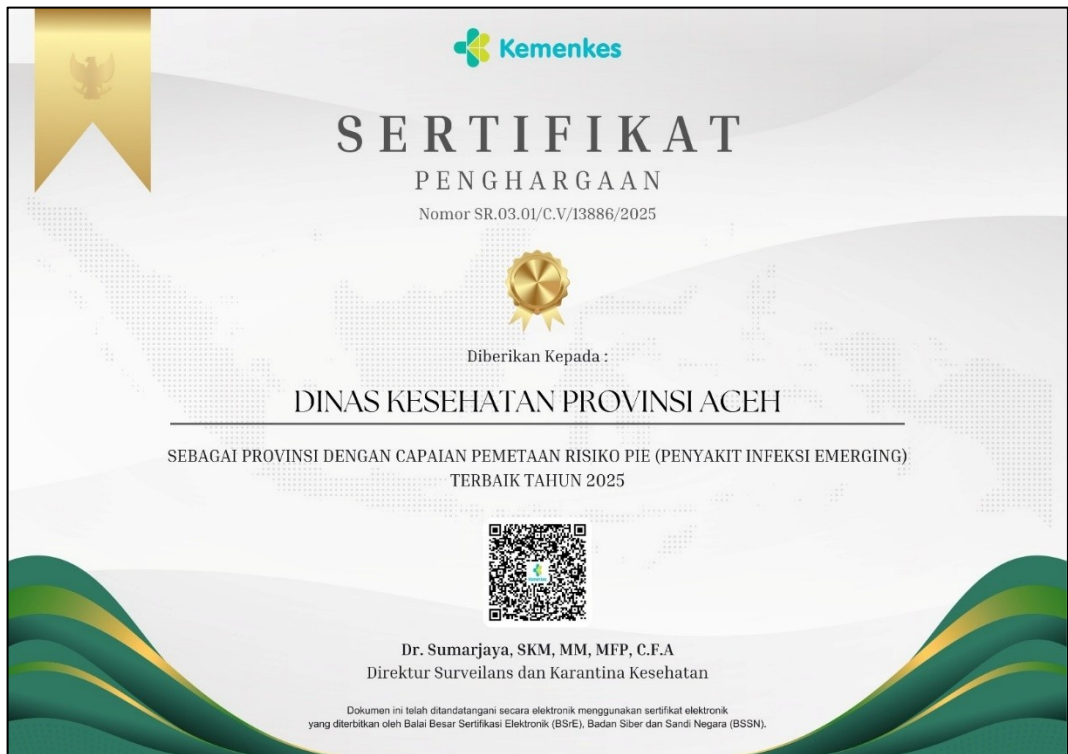 Kemenkes
SERTIFIKAT
PENGHARGAAN
Nomor SR.03.01/C.V/13886/2025
Diberikan Kepada :
DINAS KESEHATAN PROVINSI ACEH
SEBAGAI PROVINSI DENGAN CAPAIAN PEMETAAN RISIKO PIE (PENYAKIT INFEKSI EMERGING)
TERBAIK TAHUN 2025
Dr. Sumarjaya, SKM, MM, MFP, C.F.A
Direktur Surveilans dan Karantina Kesehatan
Dokumen ini telah ditandatangani secara elektronik menggunakan sertifikat elektronik
yang diterbitkan oleh Balai Besar Sertifikasi Elektronik (BSrE), Badan Siber dan Sandi Negara (BSSN).